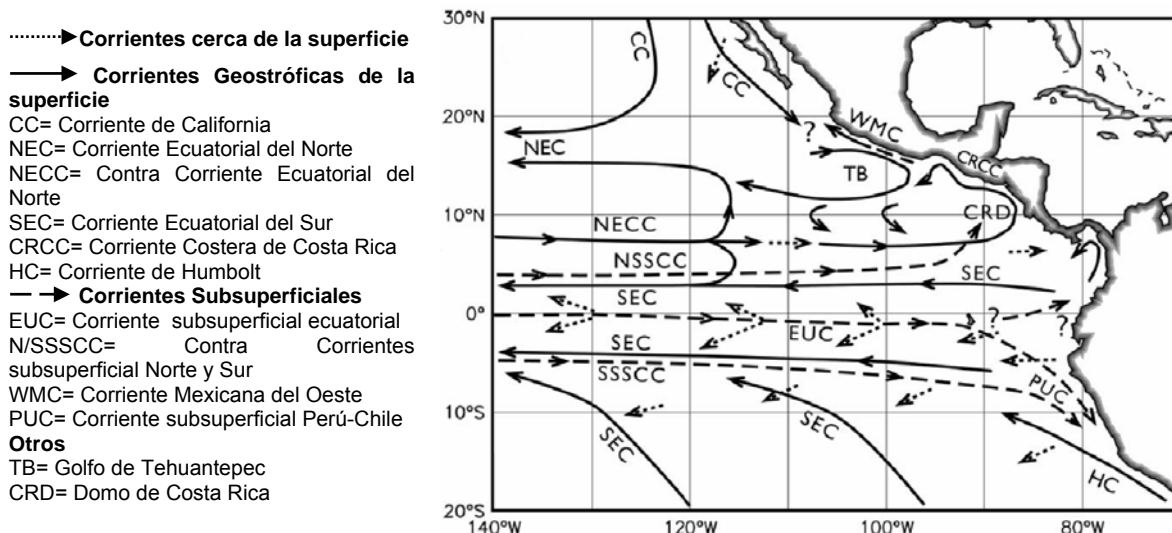 Corrientes cerca de la superficie
Corrientes Geostróficas de la
superficie
CC= Corriente de California
NEC= Corriente Ecuatorial del Norte
NECC= Contra Corriente Ecuatorial del
Norte
SEC= Corriente Ecuatorial del Sur
CRCC= Corriente Costera de Costa Rica
HC= Corriente de Humbolt
Corrientes Subsuperficiales
EUC= Corriente subsuperficial ecuatorial
N/SSSCC= Contra Corrientes
subsuperficial Norte y Sur
WMC= Corriente Mexicana del Oeste
PUC= Corriente subsuperficial Perú-Chile
Otros
TB= Golfo de Tehuantepec
CRD= Domo de Costa Rica
30°N
CC
CC
20°N
?
WMC
NEC
CRCC
TB
10°N
NECC
CRD
NSSCC
SEC
SEC
0°
EUC
?
?
SEC
SSSCC
PUC
10°S
SEC
SEC
HC
20°S
140°W
120°W
100°W
80°W